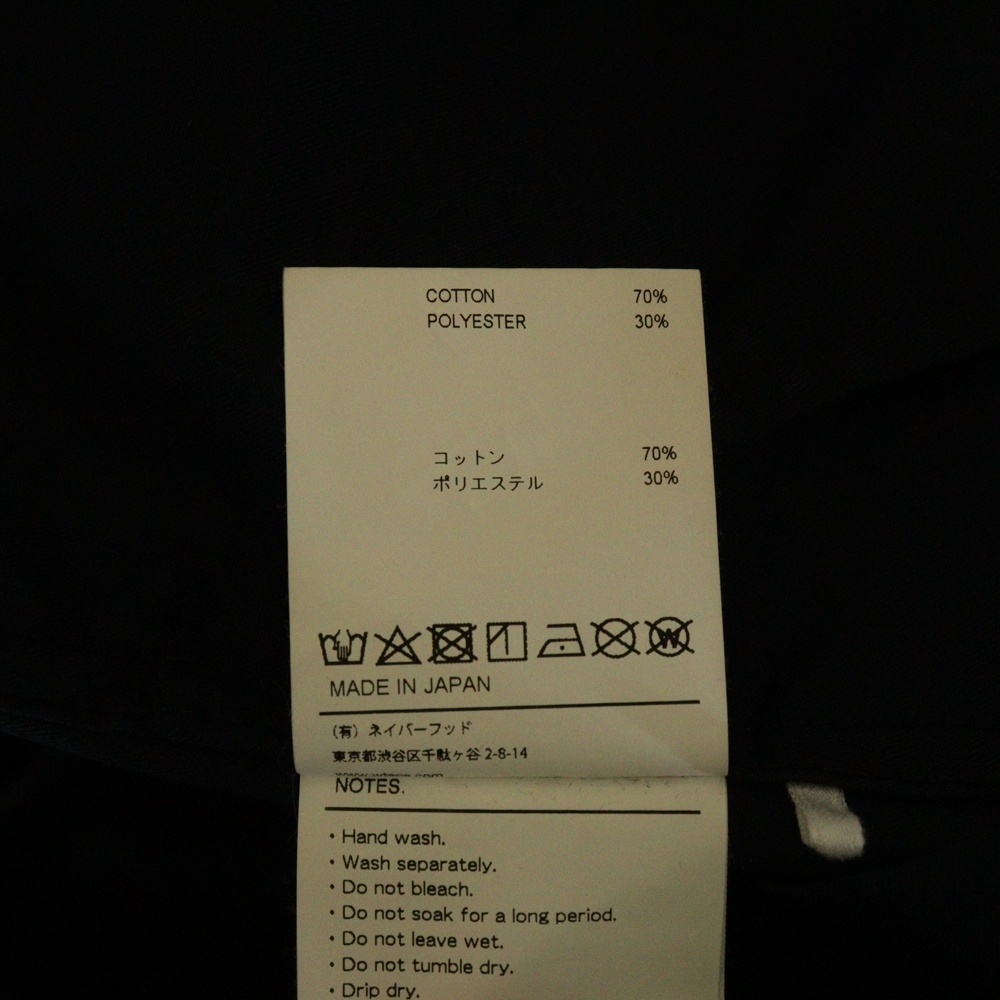 COTTON 70%
POLYESTER 30%
コットン 70%
ポリエステル 30%
W
MADE IN JAPAN
(有) ネイバーフッド
東京都渋谷区千駄ヶ谷 2-8-14
NOTES.
・Hand wash.
・Wash separately.
・Do not bleach.
・Do not soak for a long period.
・Do not leave wet.
・Do not tumble dry.
・Drip dry.